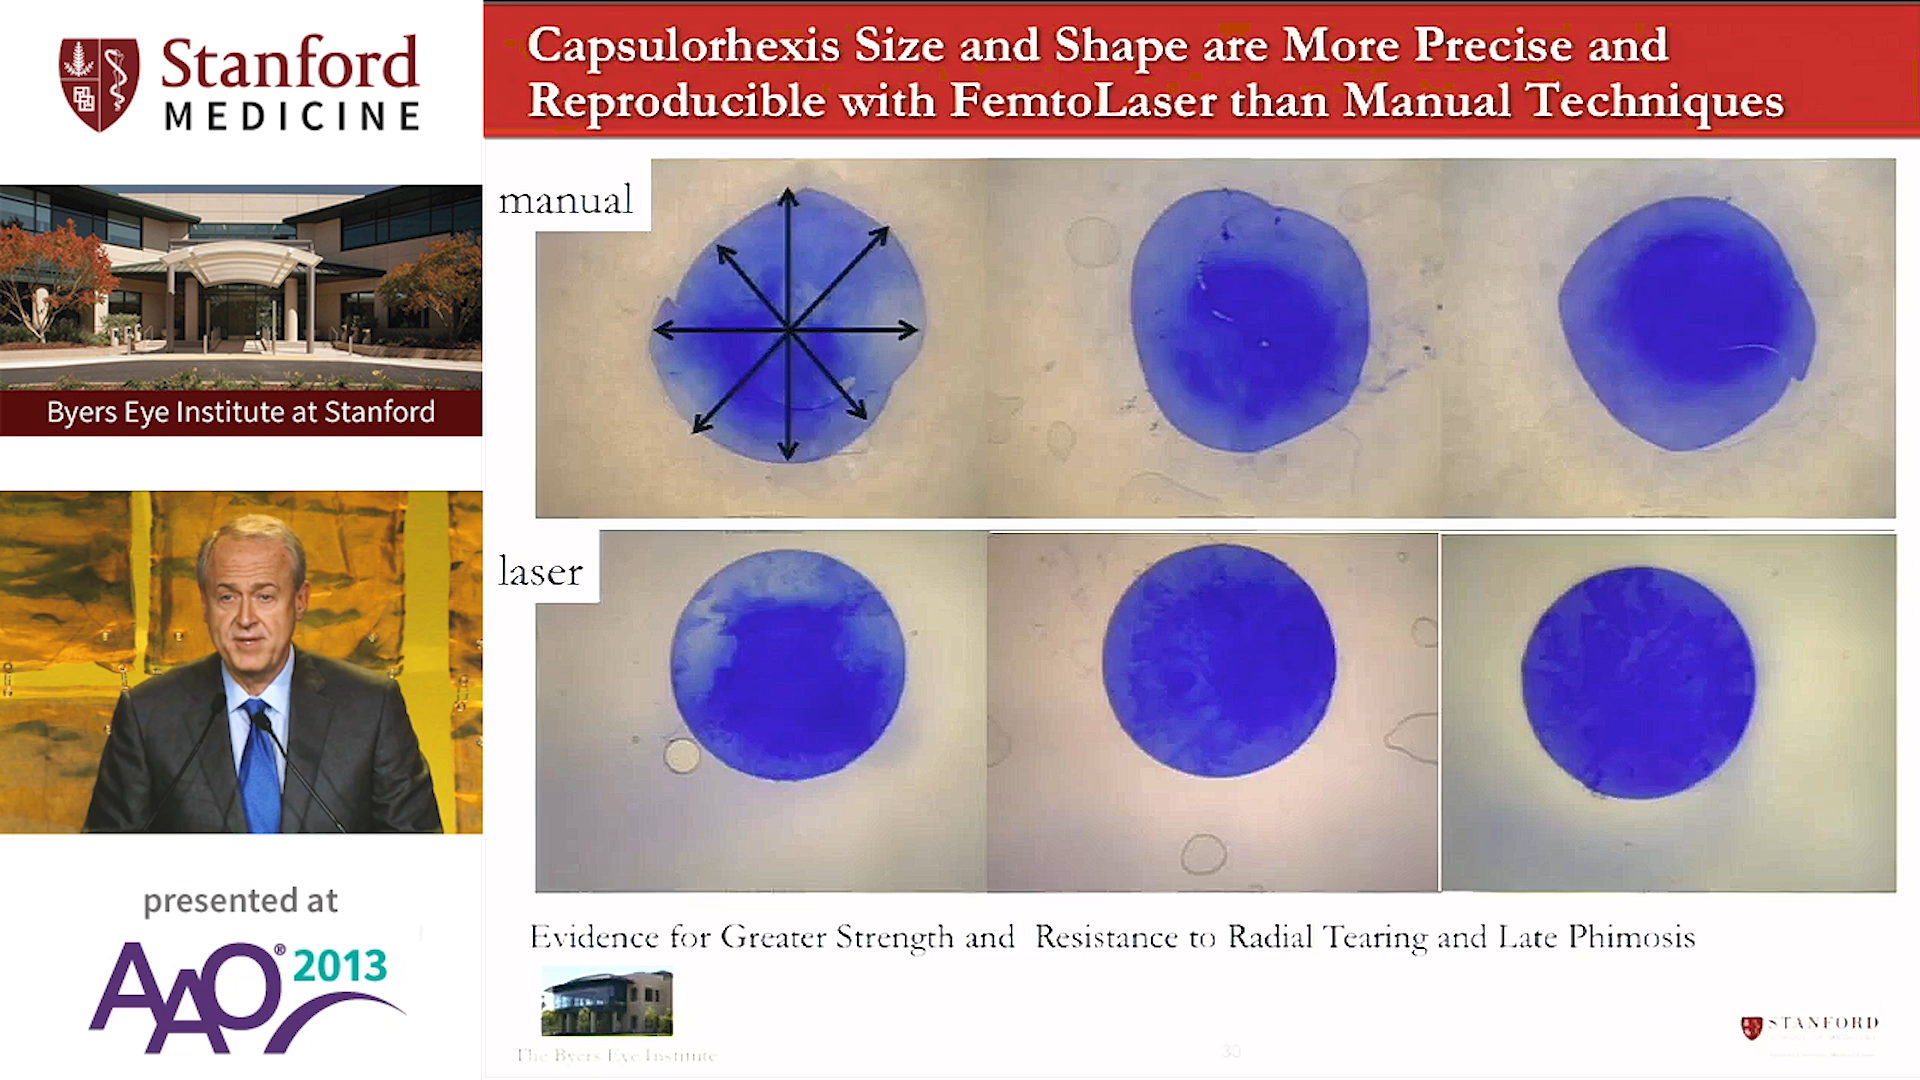 Stanford
MEDICINE
Byers Eye Institute at Stanford
presented at
AAO® 2013
Capsulorhexis Size and Shape are More Precise and
Reproducible with FemtoLaser than Manual Techniques
manual
laser
Evidence for Greater Strength and Resistance to Radial Tearing and Late Phimosis
The Byers Eye Institute
30
STANFORD